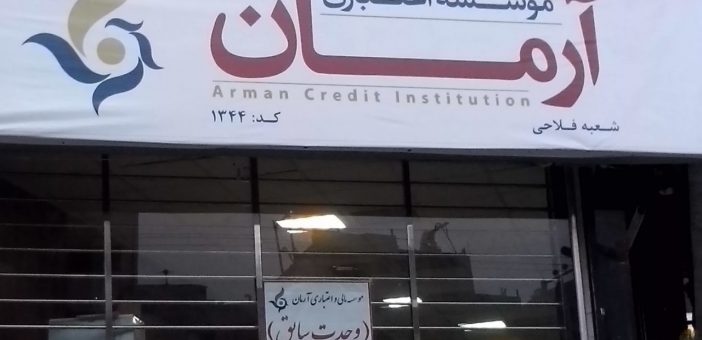 موسسه اعتباری
آرمان
Arman Credit Institution
کد: ۱۳۴۴
شعبه فلاحی
موسسه مالی و اعتباری آرمان
(وحدت سابق)